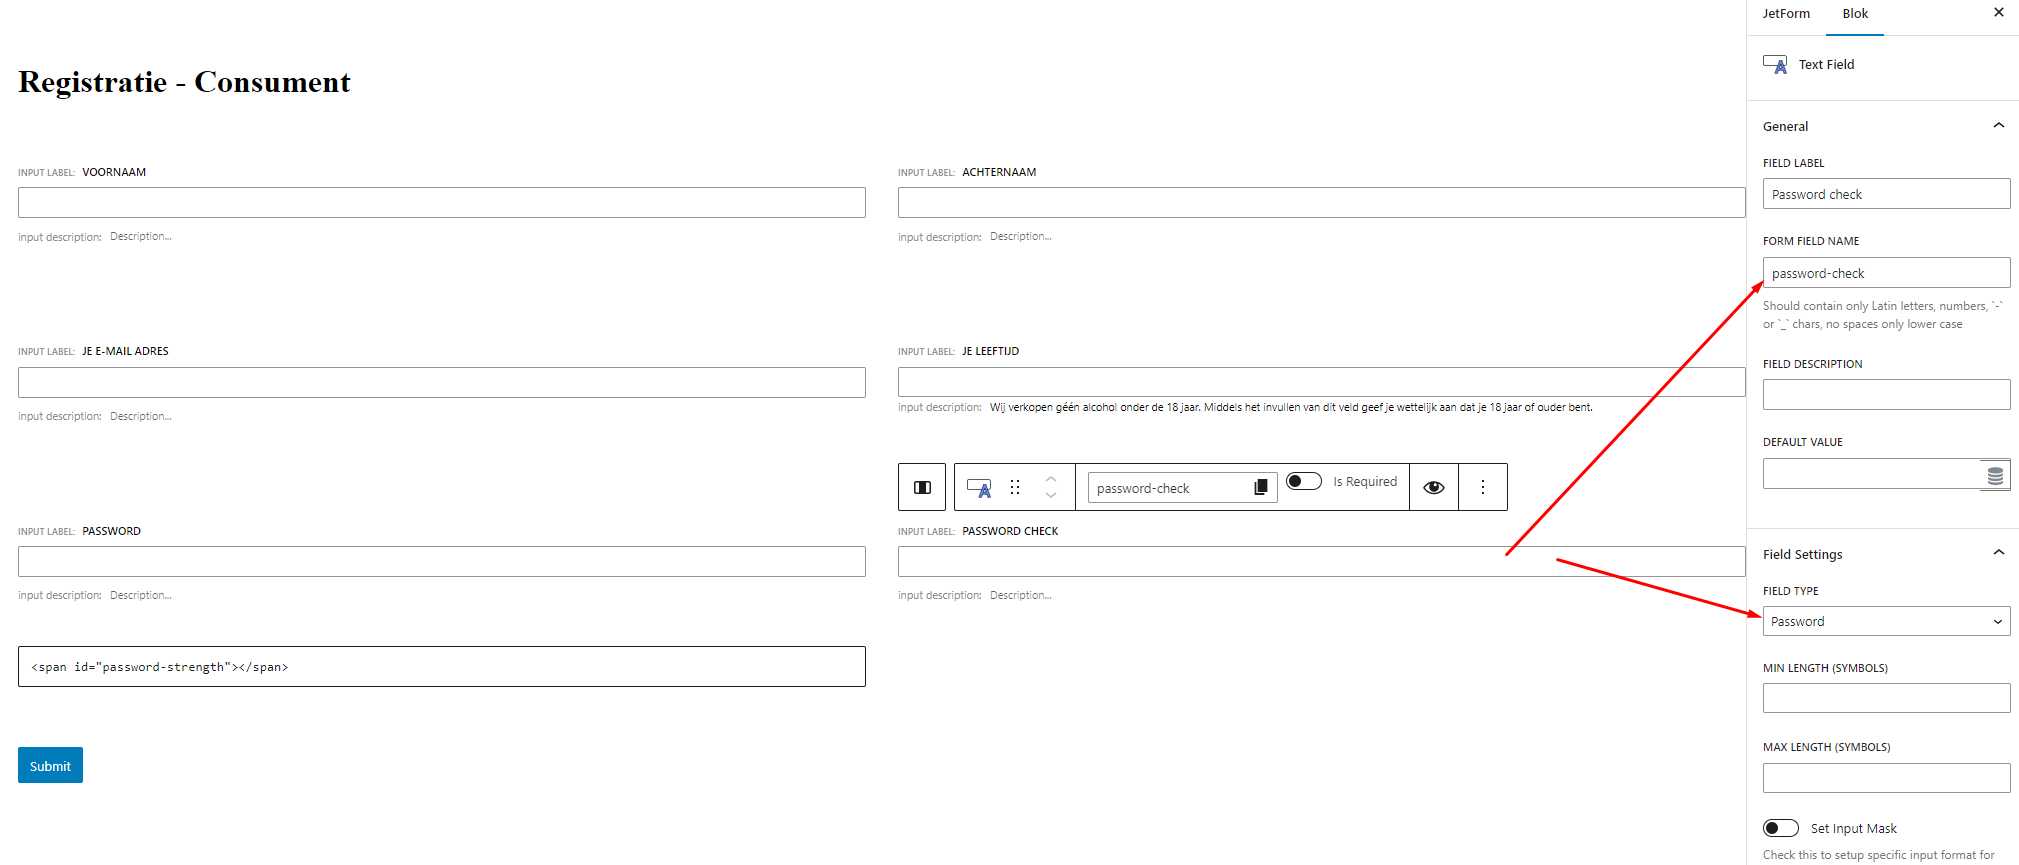 Registratie - Consument
INPUT LABEL: VOORNAAM
input description: Description...
INPUT LABEL: ACHTERNAAM
input description: Description...
INPUT LABEL: JE E-MAIL ADRES
input description: Description...
INPUT LABEL: JE LEEFTIJD
input description: Wij verkopen géén alcohol onder de 18 jaar. Middels het invullen van dit veld geef je wettelijk aan dat je 18 jaar of ouder bent.
password-check
Is Required
INPUT LABEL: PASSWORD
input description: Description...
INPUT LABEL: PASSWORD CHECK
input description: Description...
<span id="password-strength"></span>
Submit
JetForm
Blok
Text Field
General
FIELD LABEL
Password check
FORM FIELD NAME
password-check
Should contain only Latin letters, numbers, `-`
or `_` chars, no spaces only lower case
FIELD DESCRIPTION
DEFAULT VALUE
Field Settings
FIELD TYPE
Password
MIN LENGTH (SYMBOLS)
MAX LENGTH (SYMBOLS)
Set Input Mask
Check this to setup specific input format for